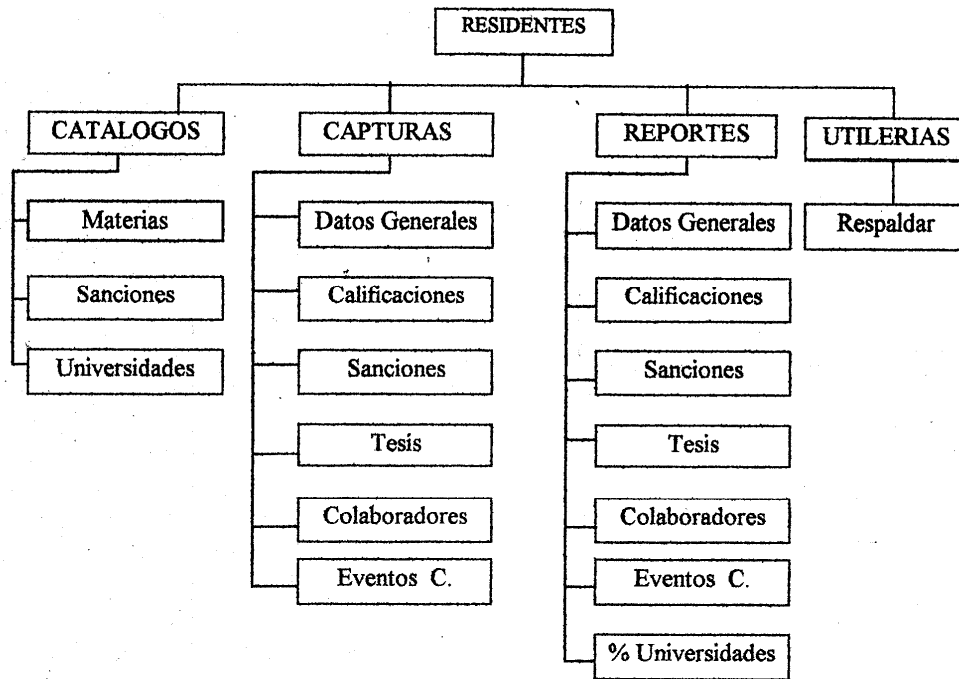 RESIDENTES
CATALOGOS
Materias
Sanciones
Universidades
CAPTURAS
Datos Generales
Calificaciones
Sanciones
Tesis
Colaboradores
Eventos C.
REPORTES
Datos Generales
Calificaciones
Sanciones
Tesis
Colaboradores
Eventos C.
% Universidades
UTILERIAS
Respaldar